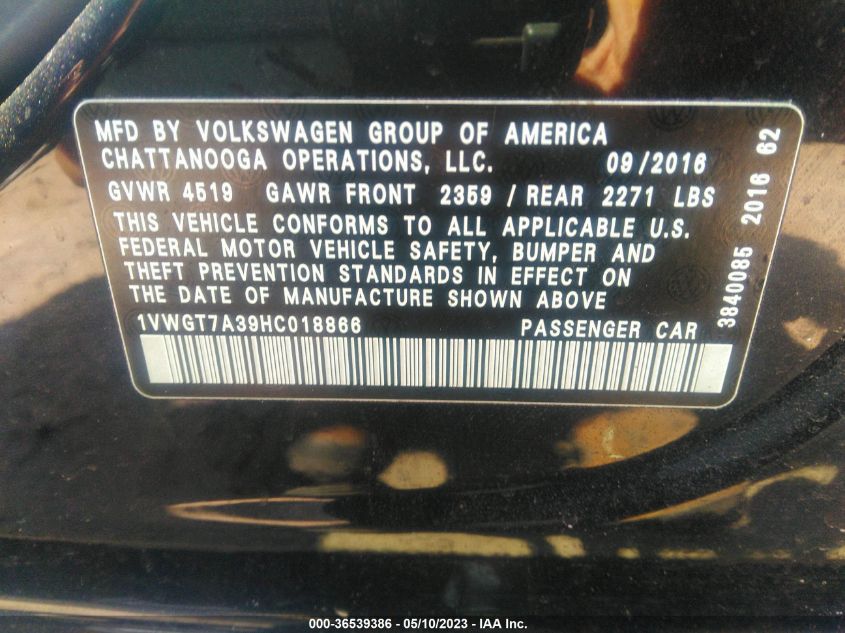 MFD BY VOLKSWAGEN GROUP OF AMERICA
CHATTANOOGA OPERATIONS, LLC. 09/2016
GVWR 4519 GAWR FRONT 2359 / REAR 2271 LBS
THIS VEHICLE CONFORMS TO ALL APPLICABLE U.S.
FEDERAL MOTOR VEHICLE SAFETY, BUMPER AND
THEFT PREVENTION STANDARDS IN EFFECT ON
THE DATE OF MANUFACTURE SHOWN ABOVE
1VWGT7A39HC018866 PASSENGER CAR
3840085 2016 62
000-36539386 - 05/10/2023 - IAA Inc.